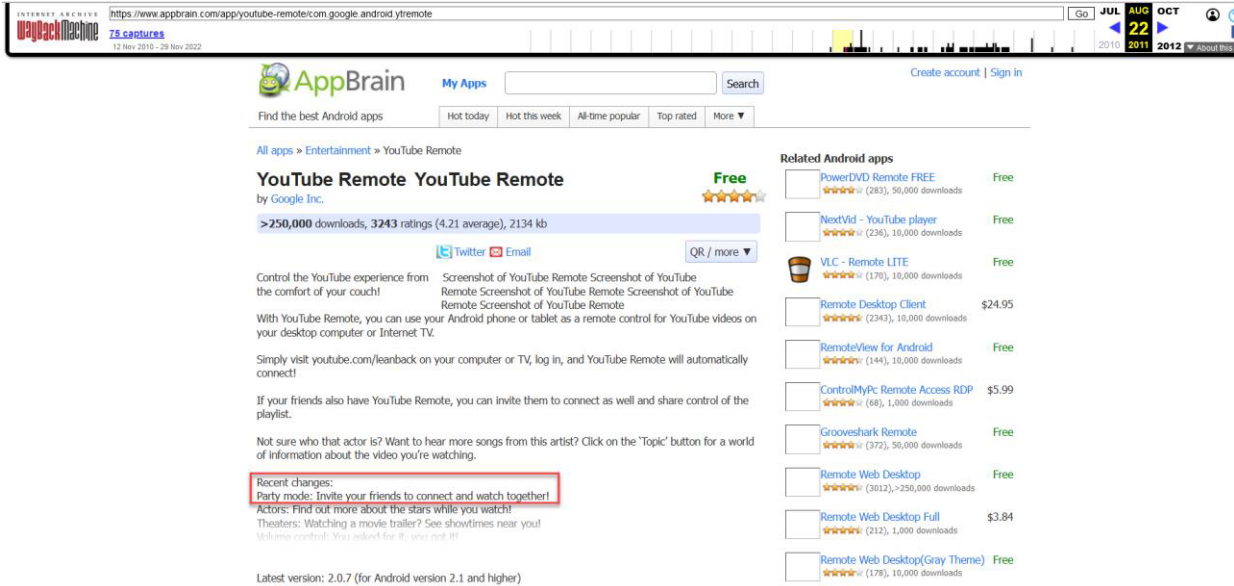 INTERNET ARCHIVE
WayBackMachine
https://www.appbrain.com/app/youtube-remote/com.google.android.ytremote
Go
JUL AUG OCT
75 captures
22
12 Nov 2010 - 29 Nov 2022
2010 2011 2012
▼ About this
AppBrain
My Apps
Search
Create account | Sign in
Find the best Android apps
Hot today
Hot this week
All-time popular
Top rated
More ▼
All apps » Entertainment » YouTube Remote
YouTube Remote YouTube Remote
Free
by Google Inc.
>250,000 downloads, 3243 ratings (4.21 average), 2134 kb
Twitter Email
QR / more ▼
Control the YouTube experience from
the comfort of your couch!
Screenshot of YouTube Remote Screenshot of YouTube
Remote Screenshot of YouTube Remote Screenshot of YouTube
Remote Screenshot of YouTube Remote
With YouTube Remote, you can use your Android phone or tablet as a remote control for YouTube videos on
your desktop computer or Internet TV.
Simply visit youtube.com/leanback on your computer or TV, log in, and YouTube Remote will automatically
connect!
If your friends also have YouTube Remote, you can invite them to connect as well and share control of the
playlist.
Not sure who that actor is? Want to hear more songs from this artist? Click on the 'Topic' button for a world
of information about the video you're watching.
Recent changes:
Party mode: Invite your friends to connect and watch together!
Actors: Find out more about the stars while you watch!
Theaters: Watching a movie trailer? See showtimes near you!
Volume control: You asked for it, you got it!
Latest version: 2.0.7 (for Android version 2.1 and higher)
Related Android apps
PowerDVD Remote FREE Free
(283), 50,000 downloads
NextVid - YouTube player Free
(236), 10,000 downloads
VLC - Remote LITE Free
(170), 10,000 downloads
Remote Desktop Client $24.95
(2343), 10,000 downloads
RemoteView for Android Free
(144), 10,000 downloads
ControlMyPc Remote Access RDP $5.99
(68), 1,000 downloads
Grooveshark Remote Free
(372), 50,000 downloads
Remote Web Desktop Free
(3012),>250,000 downloads
Remote Web Desktop Full $3.84
(212), 1,000 downloads
Remote Web Desktop(Gray Theme) Free
(178), 10,000 downloads